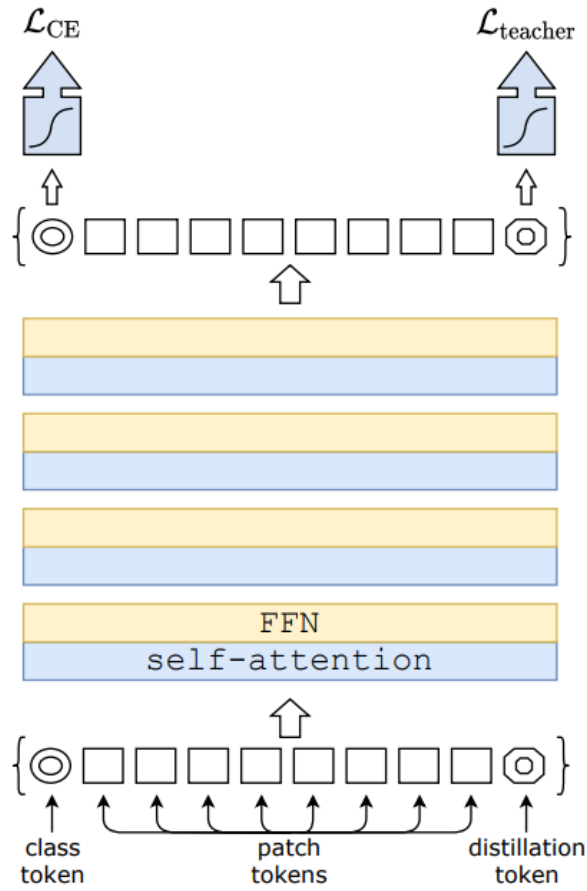 ℒCE
ℒteacher
FFN
self-attention
class
token
patch
tokens
distillation
token